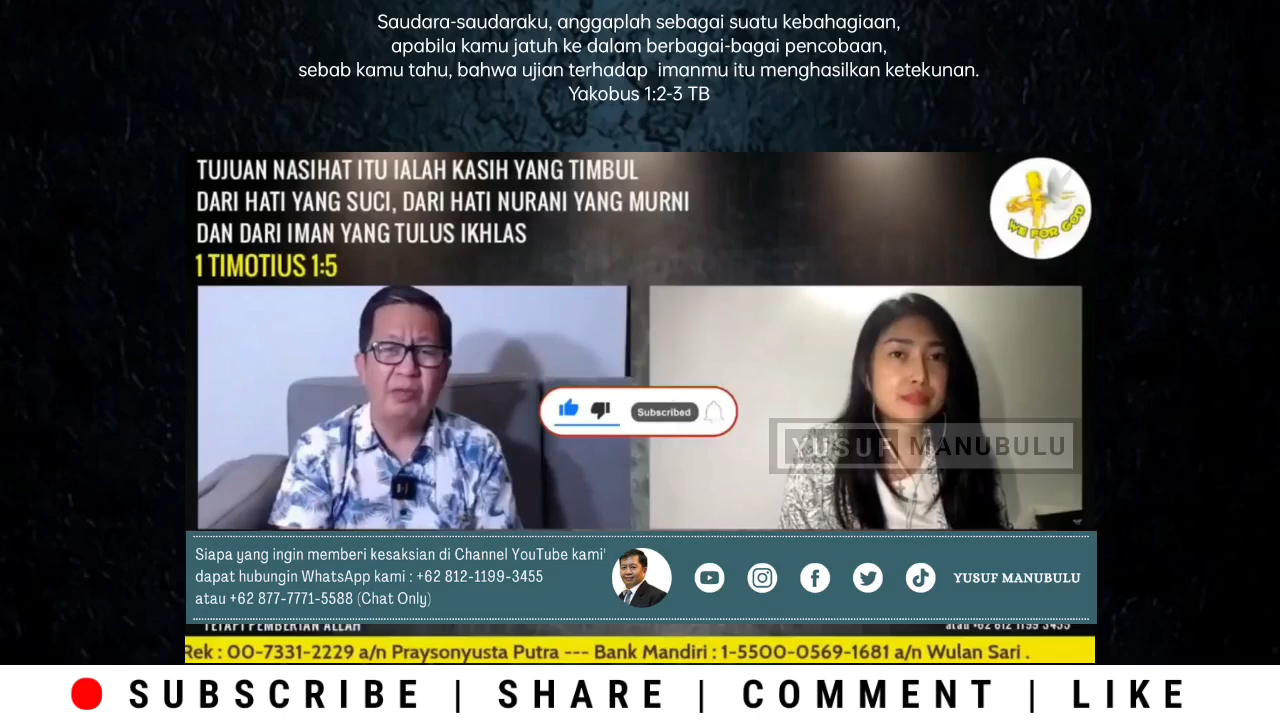 Saudara-saudaraku, anggaplah sebagai suatu kebahagiaan,
apabila kamu jatuh ke dalam berbagai-bagai pencobaan,
sebab kamu tahu, bahwa ujian terhadap imanmu itu menghasilkan ketekunan.
Yakobus 1:2-3 TB
TUJUAN NASIHAT ITU IALAH KASIH YANG TIMBUL
DARI HATI YANG SUCI, DARI HATI NURANI YANG MURNI
DAN DARI IMAN YANG TULUS IKHLAS
1 TIMOTIUS 1:5
WE FOR GOD
Subscribed
YUSUF MANUBULU
Siapa yang ingin memberi kesaksian di Channel YouTube kami'
dapat hubungin WhatsApp kami : +62 812-1199-3455
atau +62 877-7771-5588 (Chat Only)
YUSUF MANUBULU
TETAPI PEMBERIAN ALLAH
atau +62 812 1199 3455
Rek : 00-7331-2229 a/n Praysonyusta Putra --- Bank Mandiri : 1-5500-0569-1681 a/n Wulan Sari .
SUBSCRIBE | SHARE | COMMENT | LIKE